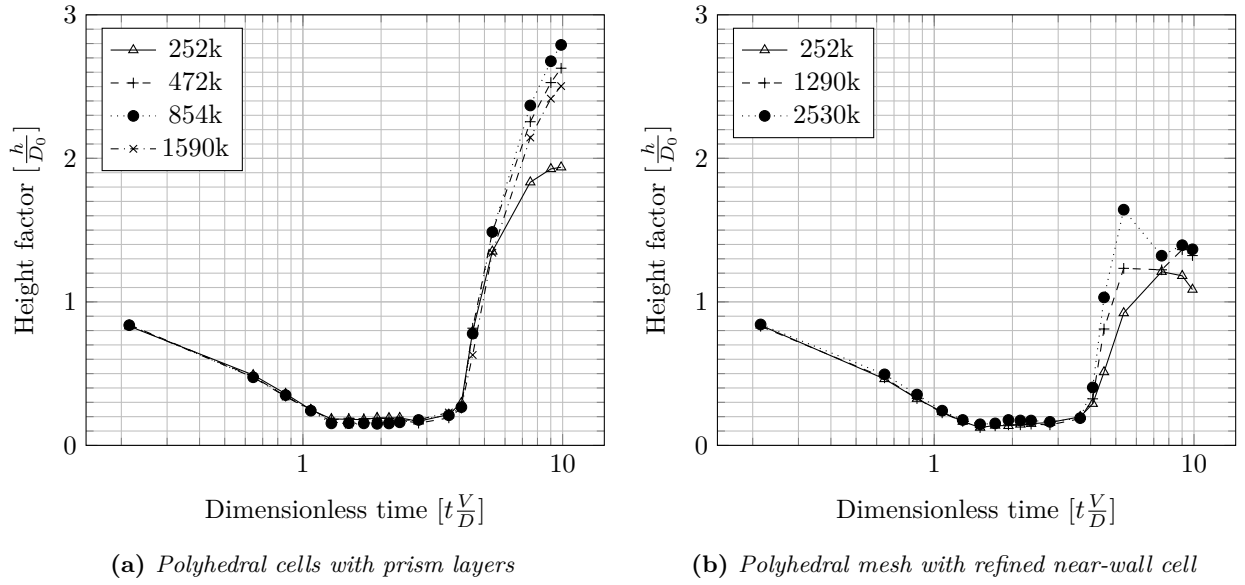 3
2
1
0
1
10
Height factor [h/D₀]
Dimensionless time [t V/D]
252k
472k
854k
1590k
(a) Polyhedral cells with prism layers
3
2
1
0
1
10
Height factor [h/D₀]
Dimensionless time [t V/D]
252k
1290k
2530k
(b) Polyhedral mesh with refined near-wall cell